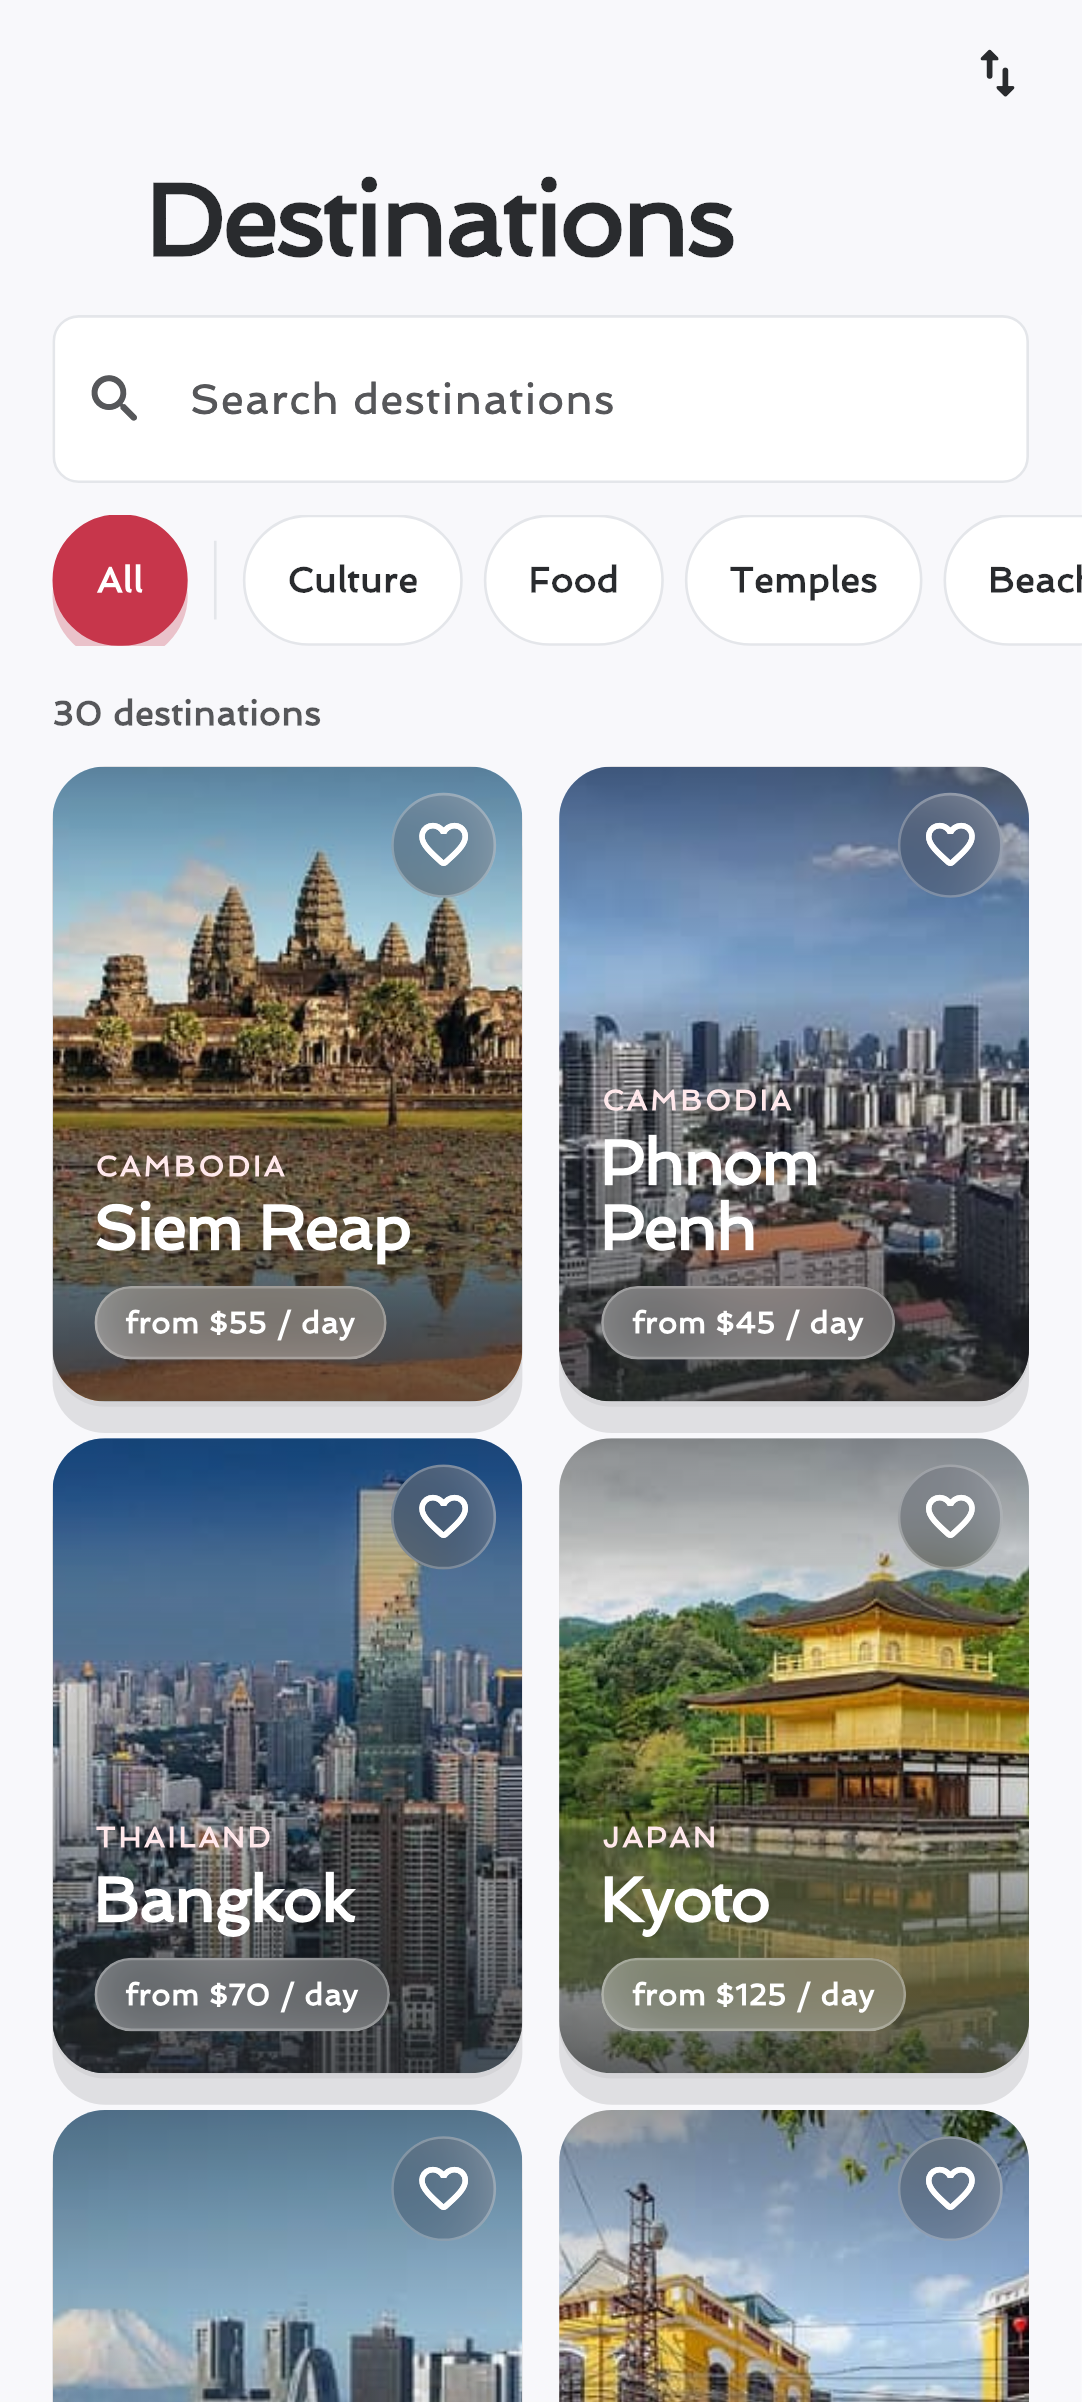 Destinations
Search destinations
All
Culture
Food
Temples
Beach
30 destinations
CAMBODIA
Siem Reap
from $55 / day
CAMBODIA
Phnom
Penh
from $45 / day
THAILAND
Bangkok
from $70 / day
JAPAN
Kyoto
from $125 / day